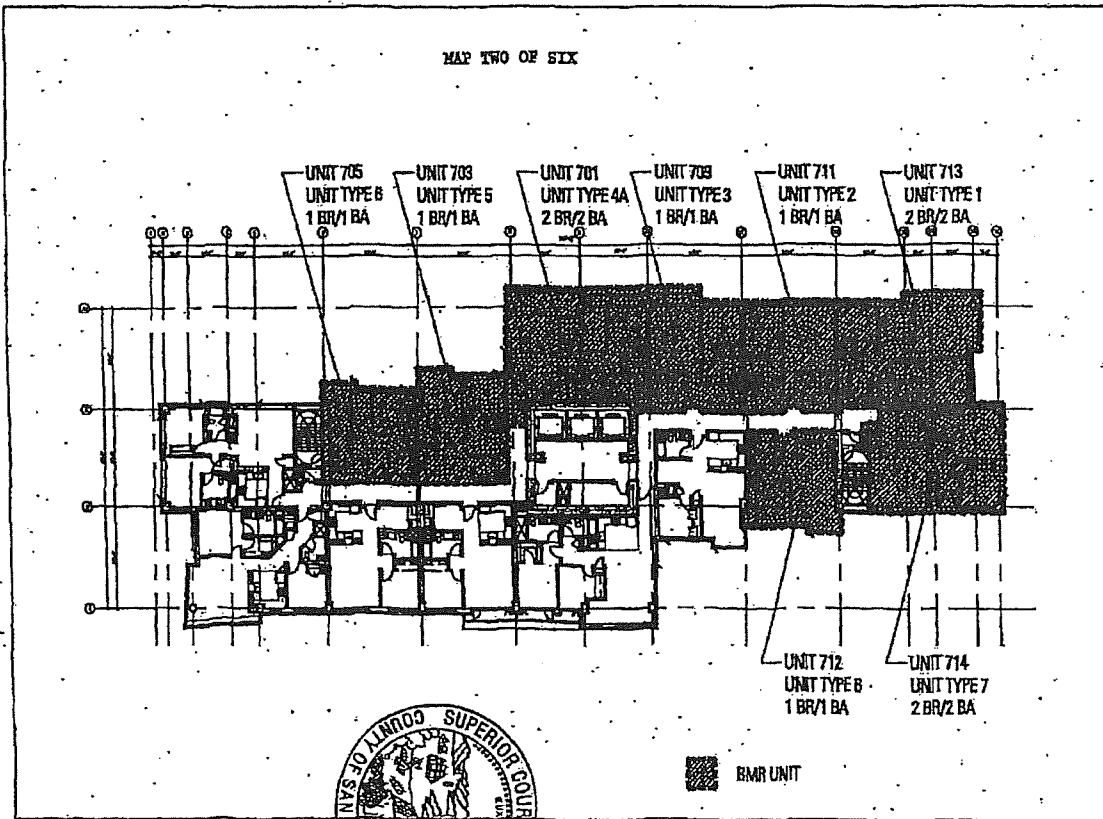 MAP TWO OF SIX
UNIT 705
UNIT TYPE 6
1 BR/1 BA
UNIT 703
UNIT TYPE 5
1 BR/1 BA
UNIT 701
UNIT TYPE 4A
2 BR/2 BA
UNIT 709
UNIT TYPE 3
1 BR/1 BA
UNIT 711
UNIT TYPE 2
1 BR/1 BA
UNIT 713
UNIT TYPE 1
2 BR/2 BA
UNIT 712
UNIT TYPE 8
1 BR/1 BA
UNIT 714
UNIT TYPE 7
2 BR/2 BA
BMR UNIT
COUNTY OF SAN
SUPERIOR COUR